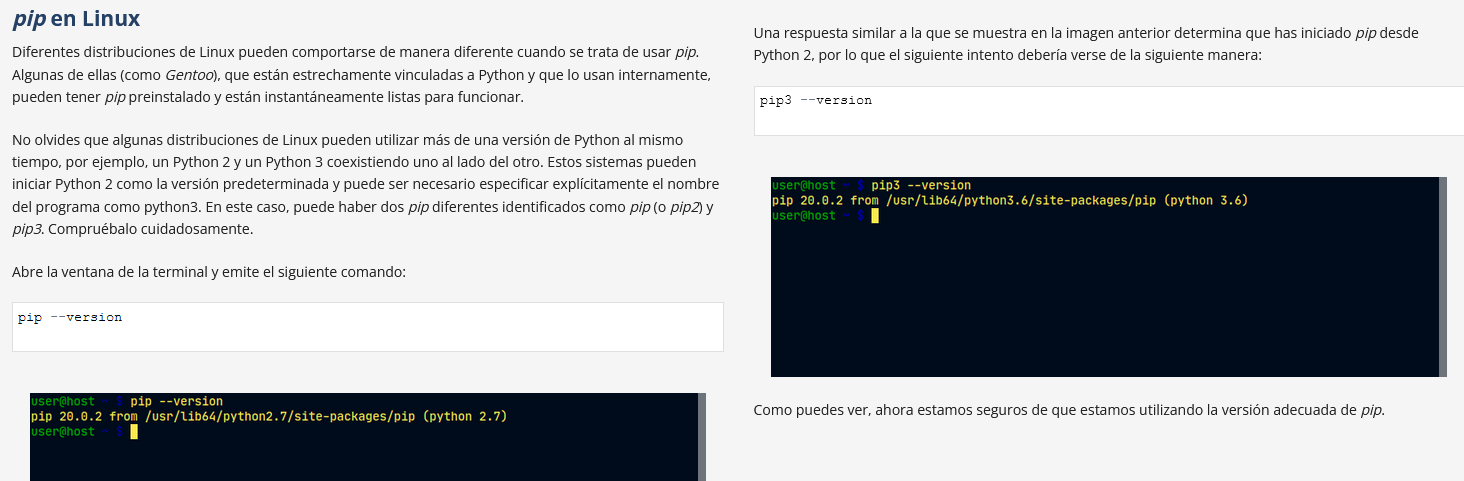 pip en Linux
Diferentes distribuciones de Linux pueden comportarse de manera diferente cuando se trata de usar pip.
Algunas de ellas (como Gentoo), que están estrechamente vinculadas a Python y que lo usan internamente,
pueden tener pip preinstalado y están instantáneamente listas para funcionar.
No olvides que algunas distribuciones de Linux pueden utilizar más de una versión de Python al mismo
tiempo, por ejemplo, un Python 2 y un Python 3 coexistiendo uno al lado del otro. Estos sistemas pueden
iniciar Python 2 como la versión predeterminada y puede ser necesario especificar explícitamente el nombre
del programa como python3. En este caso, puede haber dos pip diferentes identificados como pip (o pip2) y
pip3. Compruébalo cuidadosamente.
Abre la ventana de la terminal y emite el siguiente comando:
pip --version
user@host ~ $ pip --version
pip 20.0.2 from /usr/lib64/python2.7/site-packages/pip (python 2.7)
user@host ~ $
Una respuesta similar a la que se muestra en la imagen anterior determina que has iniciado pip desde
Python 2, por lo que el siguiente intento debería verse de la siguiente manera:
pip3 --version
user@host ~ $ pip3 --version
pip 20.0.2 from /usr/lib64/python3.6/site-packages/pip (python 3.6)
user@host ~ $
Como puedes ver, ahora estamos seguros de que estamos utilizando la versión adecuada de pip.